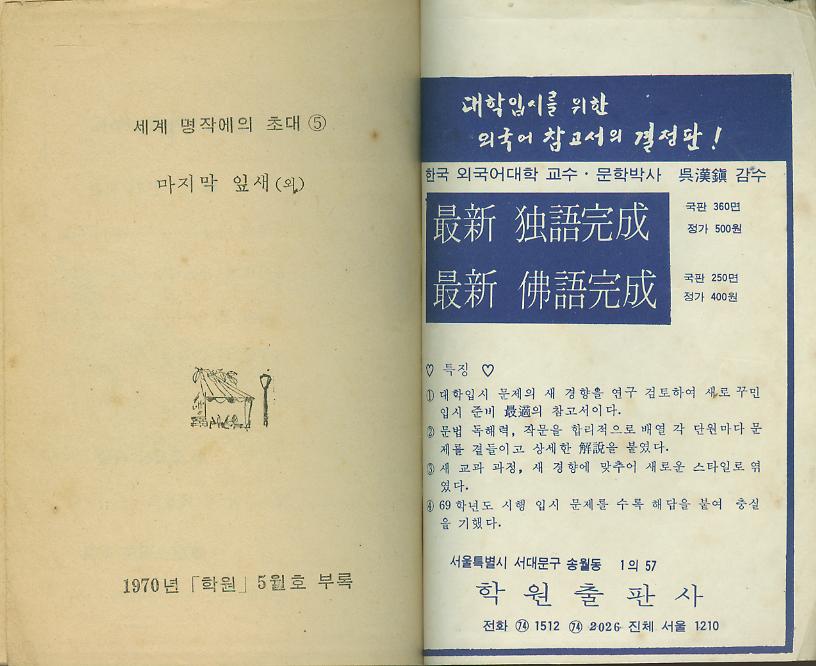 세계 명작에의 초대 ⑤
마지막 잎새(외)
1970년 「학원」 5월호 부록
대학입시를 위한
외국어 참고서의 결정판!
한국 외국어대학 교수 · 문학박사 吳漢鎭 감수
最新 独語完成
국판 360면
정가 500원
最新 佛語完成
국판 250면
정가 400원
♡ 특징 ♡
① 대학입시 문제의 새 경향을 연구 검토하여 새로 꾸민
입시 준비 最適의 참고서이다.
② 문법 독해력, 작문을 합리적으로 배열 각 단원마다 문
제를 곁들이고 상세한 解說을 붙였다.
③ 새 교과 과정, 새 경향에 맞추어 새로운 스타일로 엮
였다.
④ 69학년도 시행 입시 문제를 수록 해답을 붙여 충실
을 기했다.
서울특별시 서대문구 송월동 1의 57
학원출판사
전화 ㉔ 1512 ㉔ 2026 진체 서울 1210